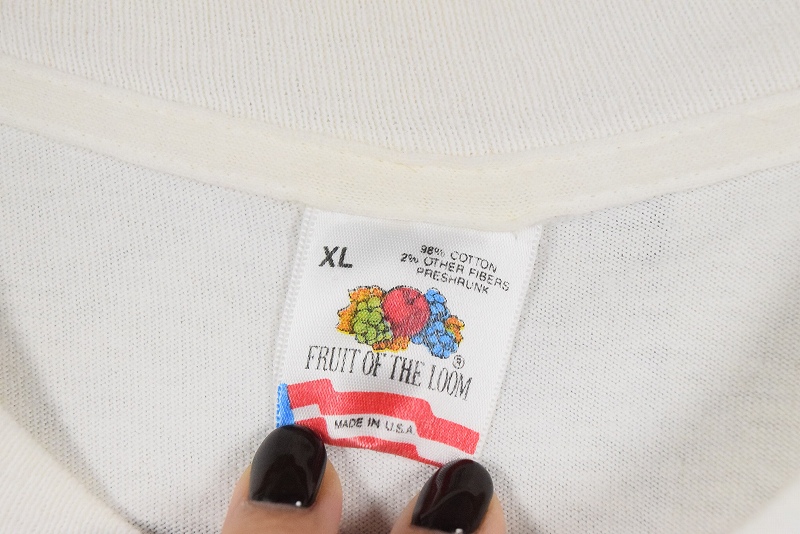 XL
98% COTTON
2% OTHER FIBERS
PRESHRUNK
FRUIT OF THE LOOM ®
MADE IN U.S.A.